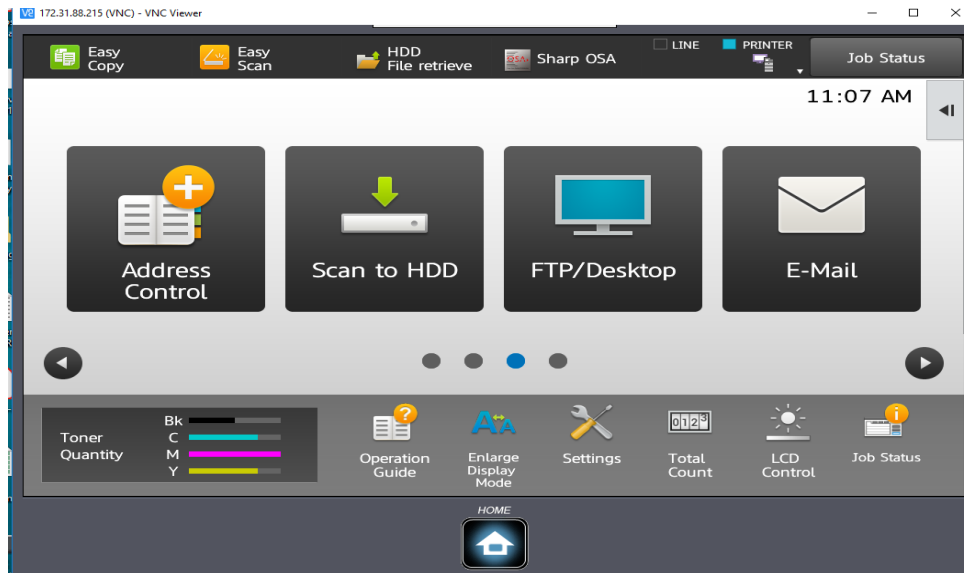 172.31.88.215 (VNC) - VNC Viewer
Easy
Copy
Easy
Scan
HDD
File retrieve
Sharp OSA
LINE
PRINTER
Job Status
11:07 AM
Address
Control
Scan to HDD
FTP/Desktop
E-Mail
Toner
Quantity
Bk
C
M
Y
Operation
Guide
Enlarge
Display
Mode
Settings
Total
Count
LCD
Control
Job Status
HOME